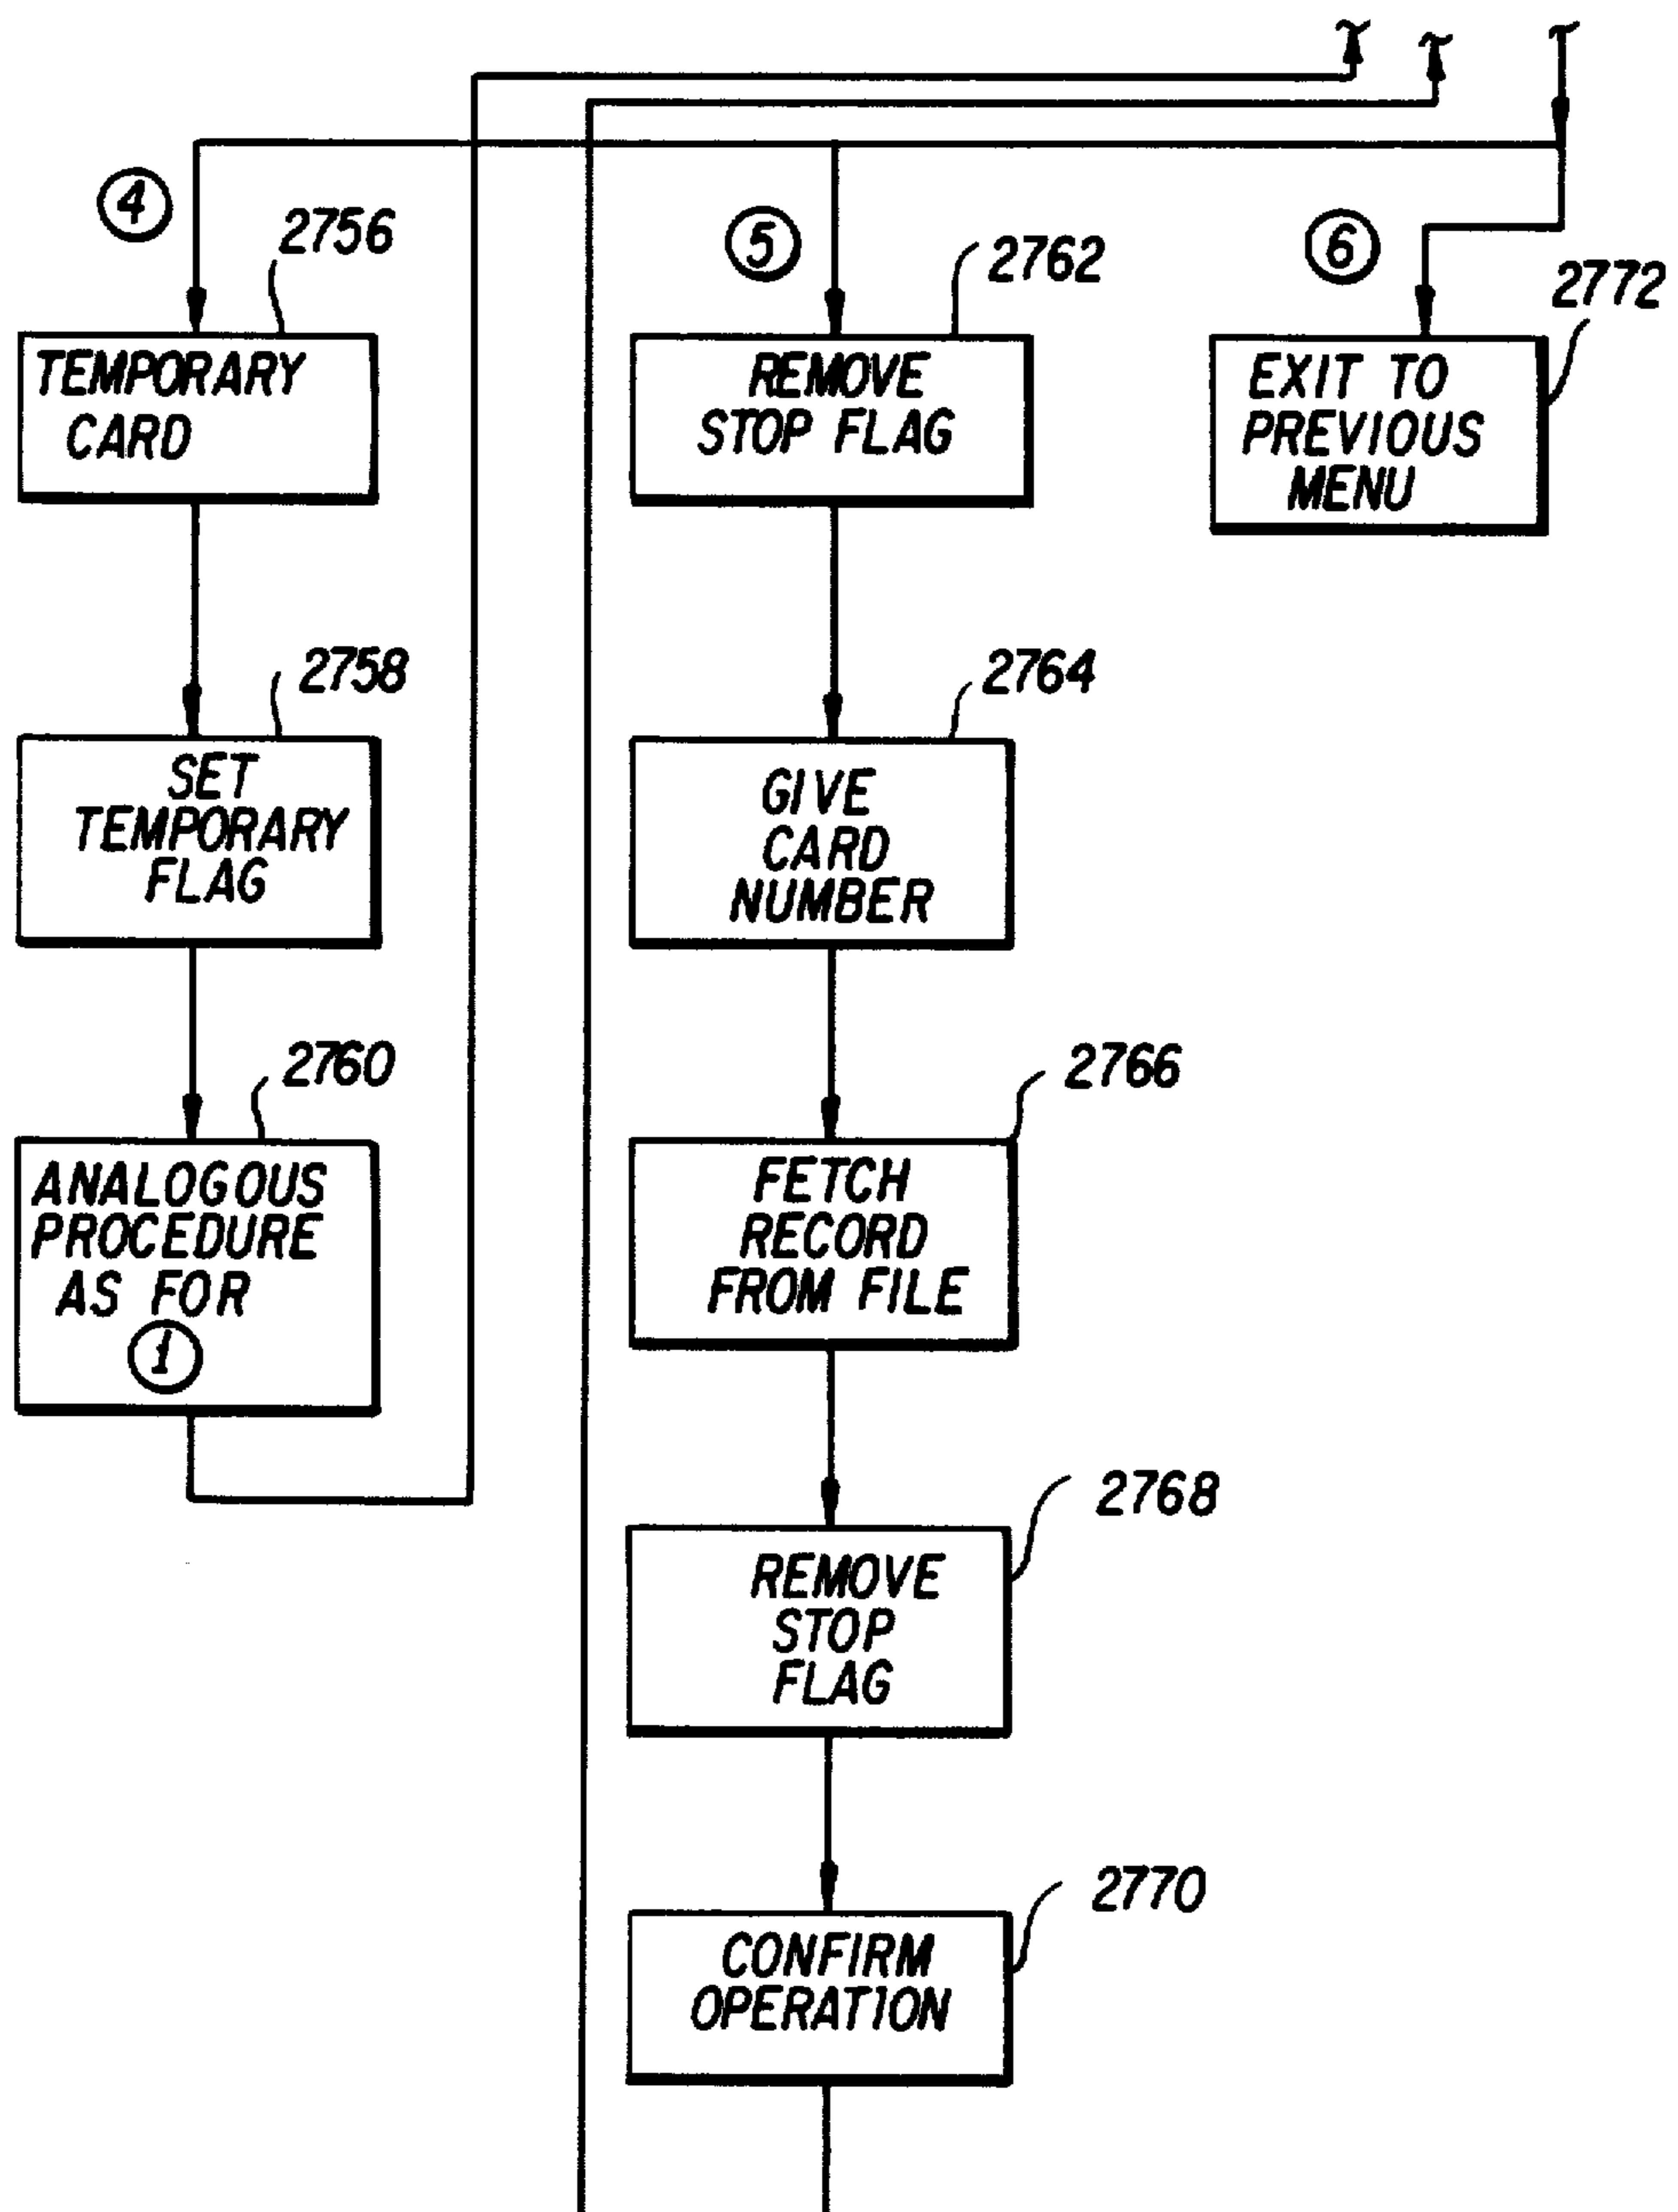 4
2756
TEMPORARY
CARD
2758
SET
TEMPORARY
FLAG
2760
ANALOGOUS
PROCEDURE
AS FOR
1
5
2762
REMOVE
STOP FLAG
2764
GIVE
CARD
NUMBER
2766
FETCH
RECORD
FROM FILE
2768
REMOVE
STOP
FLAG
2770
CONFIRM
OPERATION
6
2772
EXIT TO
PREVIOUS
MENU